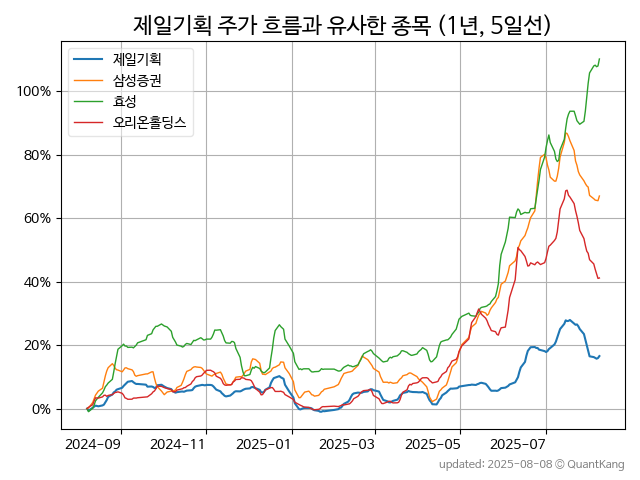 제일기획 주가 흐름과 유사한 종목 (1년, 5일선)
제일기획
삼성증권
효성
오리온홀딩스
100%
80%
60%
40%
20%
0%
2024-09 2024-11 2025-01 2025-03 2025-05 2025-07
updated: 2025-08-08 © QuantKang